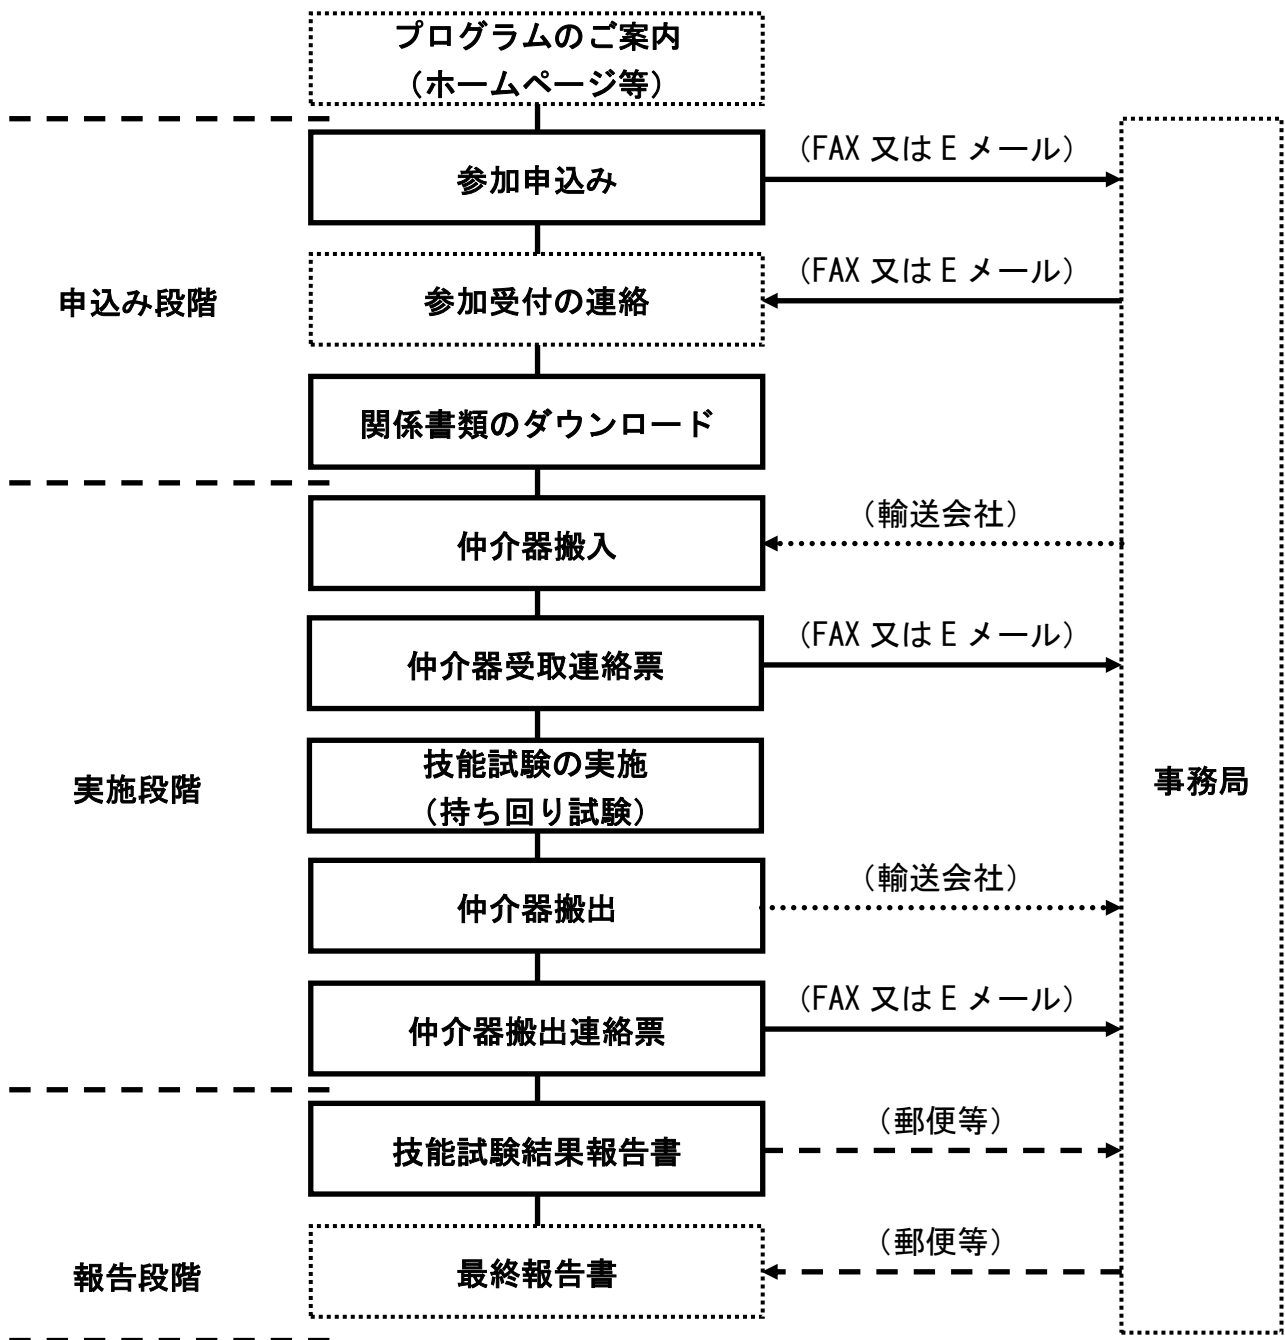 プログラムのご案内
（ホームページ等）
参加申込み
（FAX 又は E メール）
申込み段階
参加受付の連絡
（FAX 又は E メール）
関係書類のダウンロード
仲介器搬入
（輸送会社）
仲介器受取連絡票
（FAX 又は E メール）
実施段階
技能試験の実施
（持ち回り試験）
事務局
仲介器搬出
（輸送会社）
仲介器搬出連絡票
（FAX 又は E メール）
技能試験結果報告書
（郵便等）
報告段階
最終報告書
（郵便等）